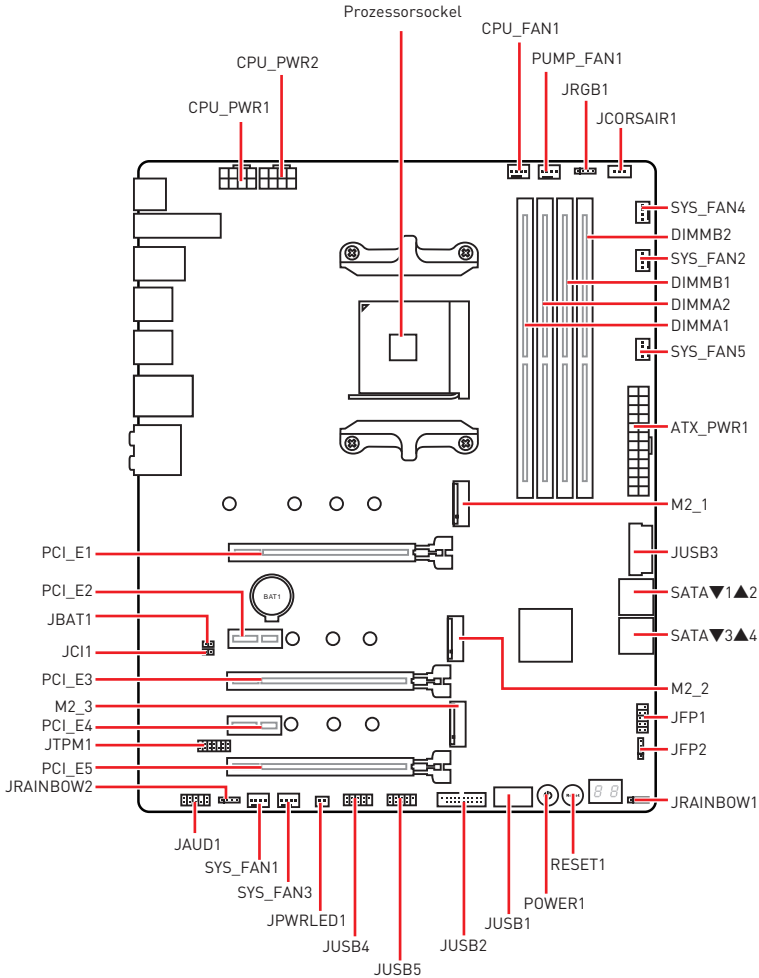 Prozessorsockel
CPU_FAN1
PUMP_FAN1
CPU_PWR2
JRGB1
CPU_PWR1
JCORSAIR1
SYS_FAN4
DIMMB2
SYS_FAN2
DIMMB1
DIMMA2
DIMMA1
SYS_FAN5
ATX_PWR1
M2_1
PCI_E1
JUSB3
PCI_E2
BAT1
SATA▼1▲2
JBAT1
SATA▼3▲4
JCI1
PCI_E3
M2_2
M2_3
JFP1
PCI_E4
JTPM1
JFP2
PCI_E5
JRAINBOW2
8 8
JRAINBOW1
JAUD1
RESET1
SYS_FAN1
SYS_FAN3
POWER1
JPWRLED1
JUSB1
JUSB4
JUSB2
JUSB5